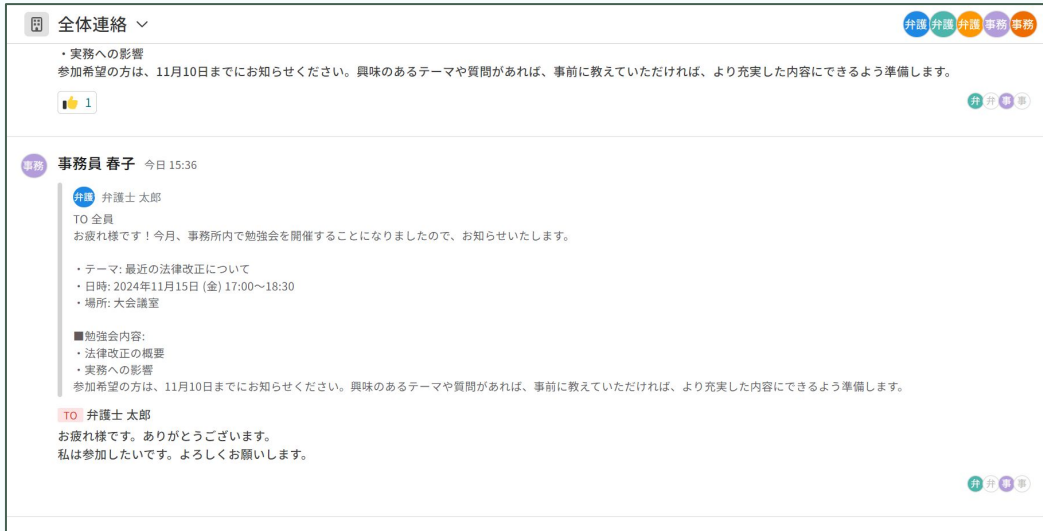 全体連絡
弁護 弁護 弁護 事務 事務
・実務への影響
参加希望の方は、11月10日までにお知らせください。興味のあるテーマや質問があれば、事前に教えていただければ、より充実した内容にできるよう準備します。
1
弁 弁 事 事
事務 事務員 春子 今日 15:36
弁護 弁護士 太郎
TO 全員
お疲れ様です！今月、事務所内で勉強会を開催することになりましたので、お知らせいたします。
・テーマ: 最近の法律改正について
・日時: 2024年11月15日 (金) 17:00～18:30
・場所: 大会議室
■勉強会内容:
・法律改正の概要
・実務への影響
参加希望の方は、11月10日までにお知らせください。興味のあるテーマや質問があれば、事前に教えていただければ、より充実した内容にできるよう準備します。
TO 弁護士 太郎
お疲れ様です。ありがとうございます。
私は参加したいです。よろしくお願いします。
弁 弁 事 事